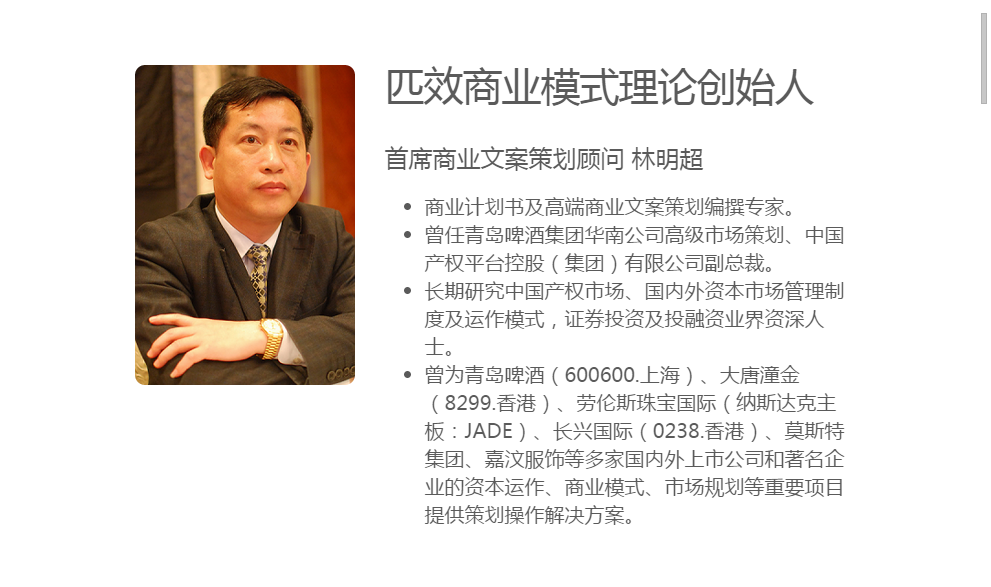 匹效商业模式理论创始人
首席商业文案策划顾问 林明超
• 商业计划书及高端商业文案策划编撰专家。
• 曾任青岛啤酒集团华南公司高级市场策划、中国
产权平台控股（集团）有限公司副总裁。
• 长期研究中国产权市场、国内外资本市场管理制
度及运作模式，证券投资及投融资业界资深人
士。
• 曾为青岛啤酒（600600.上海）、大唐潼金
（8299.香港）、劳伦斯珠宝国际（纳斯达克主
板：JADE）、长兴国际（0238.香港）、莫斯特
集团、嘉汶服饰等多家国内外上市公司和著名企
业的资本运作、商业模式、市场规划等重要项目
提供策划操作解决方案。